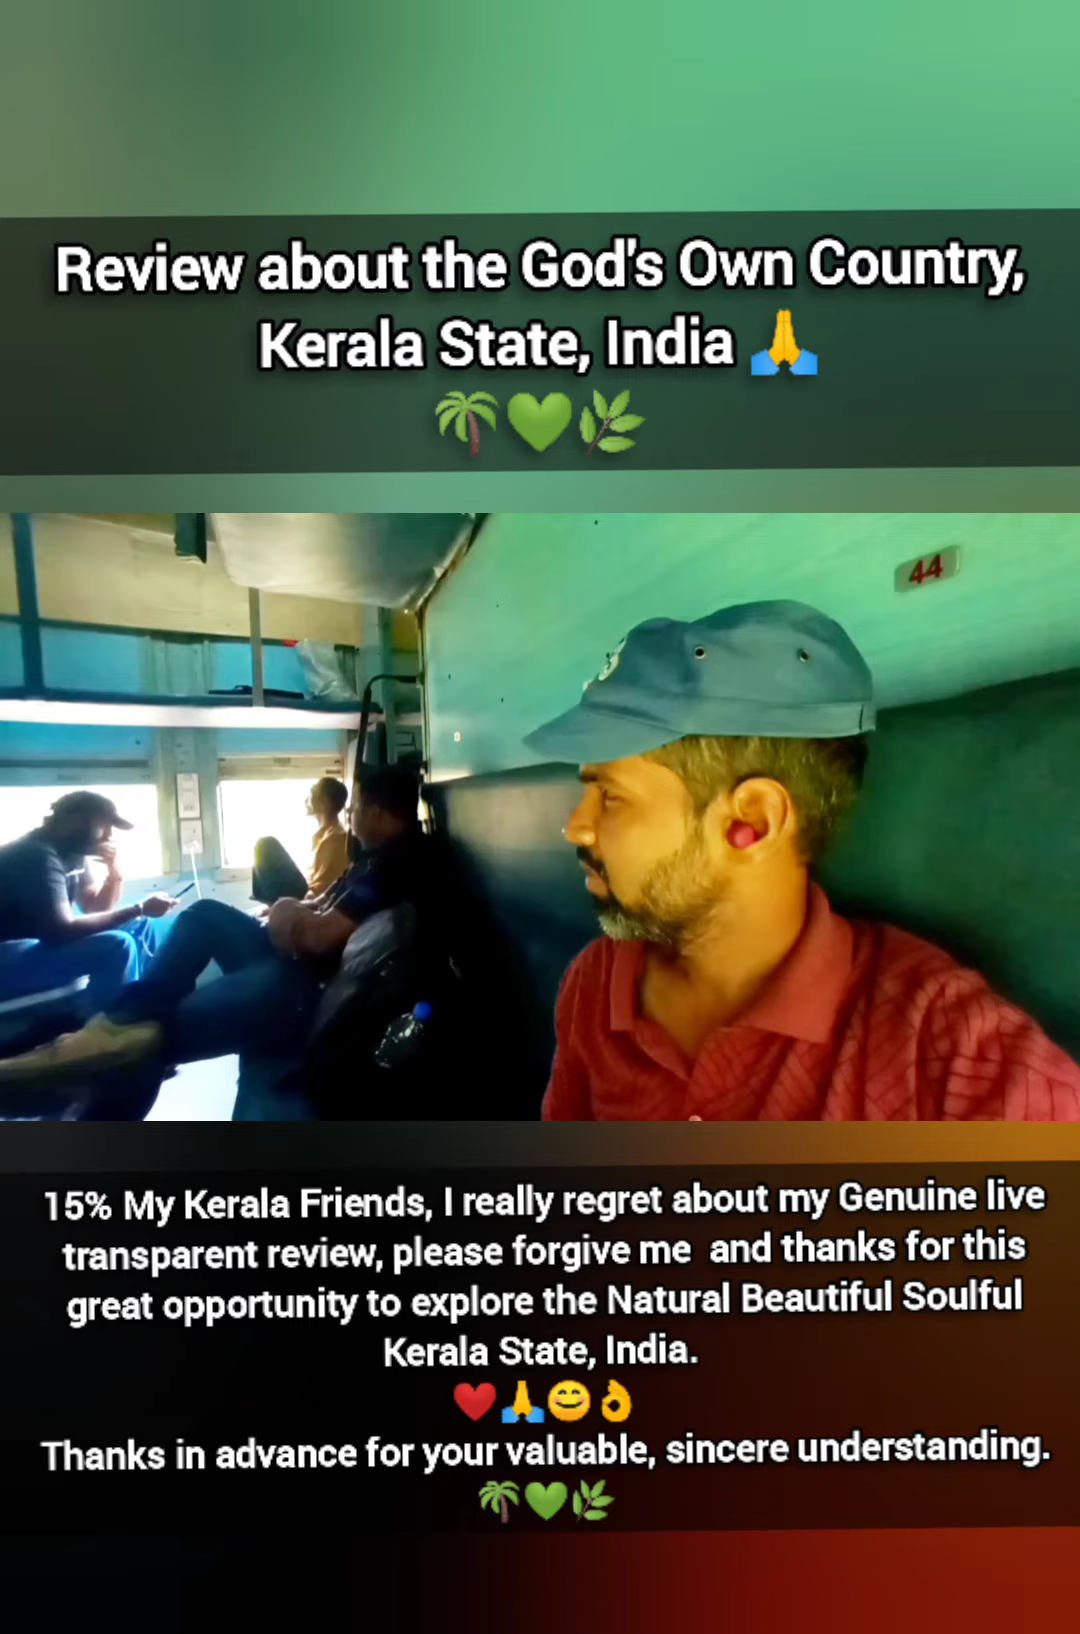 Review about the God's Own Country,
Kerala State, India 🙏
🌴💚🌿
44
15% My Kerala Friends, I really regret about my Genuine live
transparent review, please forgive me  and thanks for this
great opportunity to explore the Natural Beautiful Soulful
Kerala State, India.
❤️🙏😊👌
Thanks in advance for your valuable, sincere understanding.
🌴💚🌿